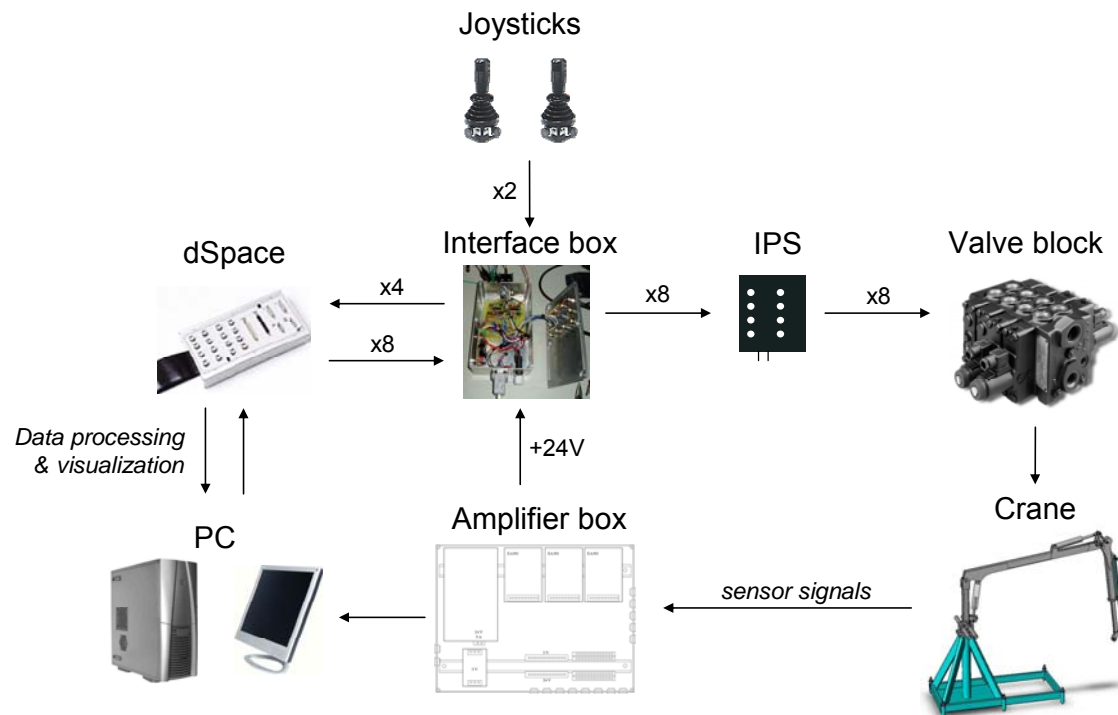 Joysticks
x2
dSpace
Interface box
IPS
Valve block
x4
x8
x8
x8
Data processing
& visualization
+24V
PC
Amplifier box
Crane
sensor signals